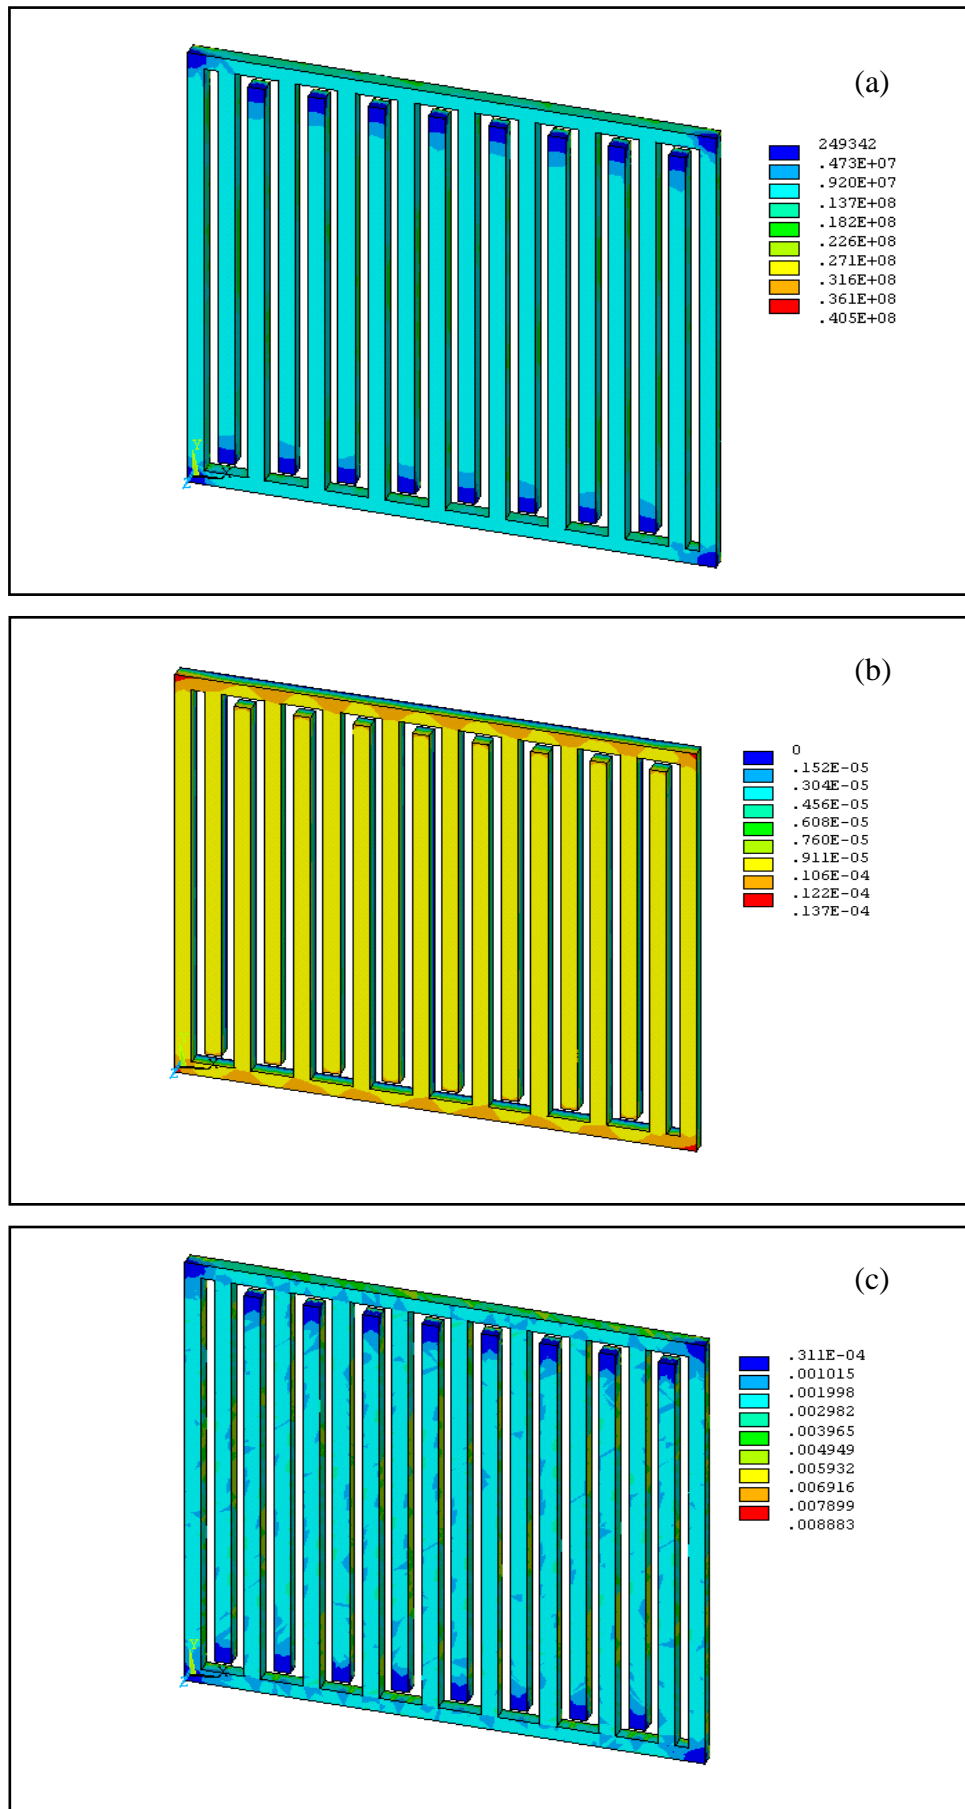 (a)
249342
.473E+07
.920E+07
.137E+08
.182E+08
.226E+08
.271E+08
.316E+08
.361E+08
.405E+08
Y
X
Z
(b)
0
.152E-05
.304E-05
.456E-05
.608E-05
.760E-05
.911E-05
.106E-04
.122E-04
.137E-04
Y
X
Z
(c)
.311E-04
.001015
.001998
.002982
.003965
.004949
.005932
.006916
.007899
.008883
Y
X
Z